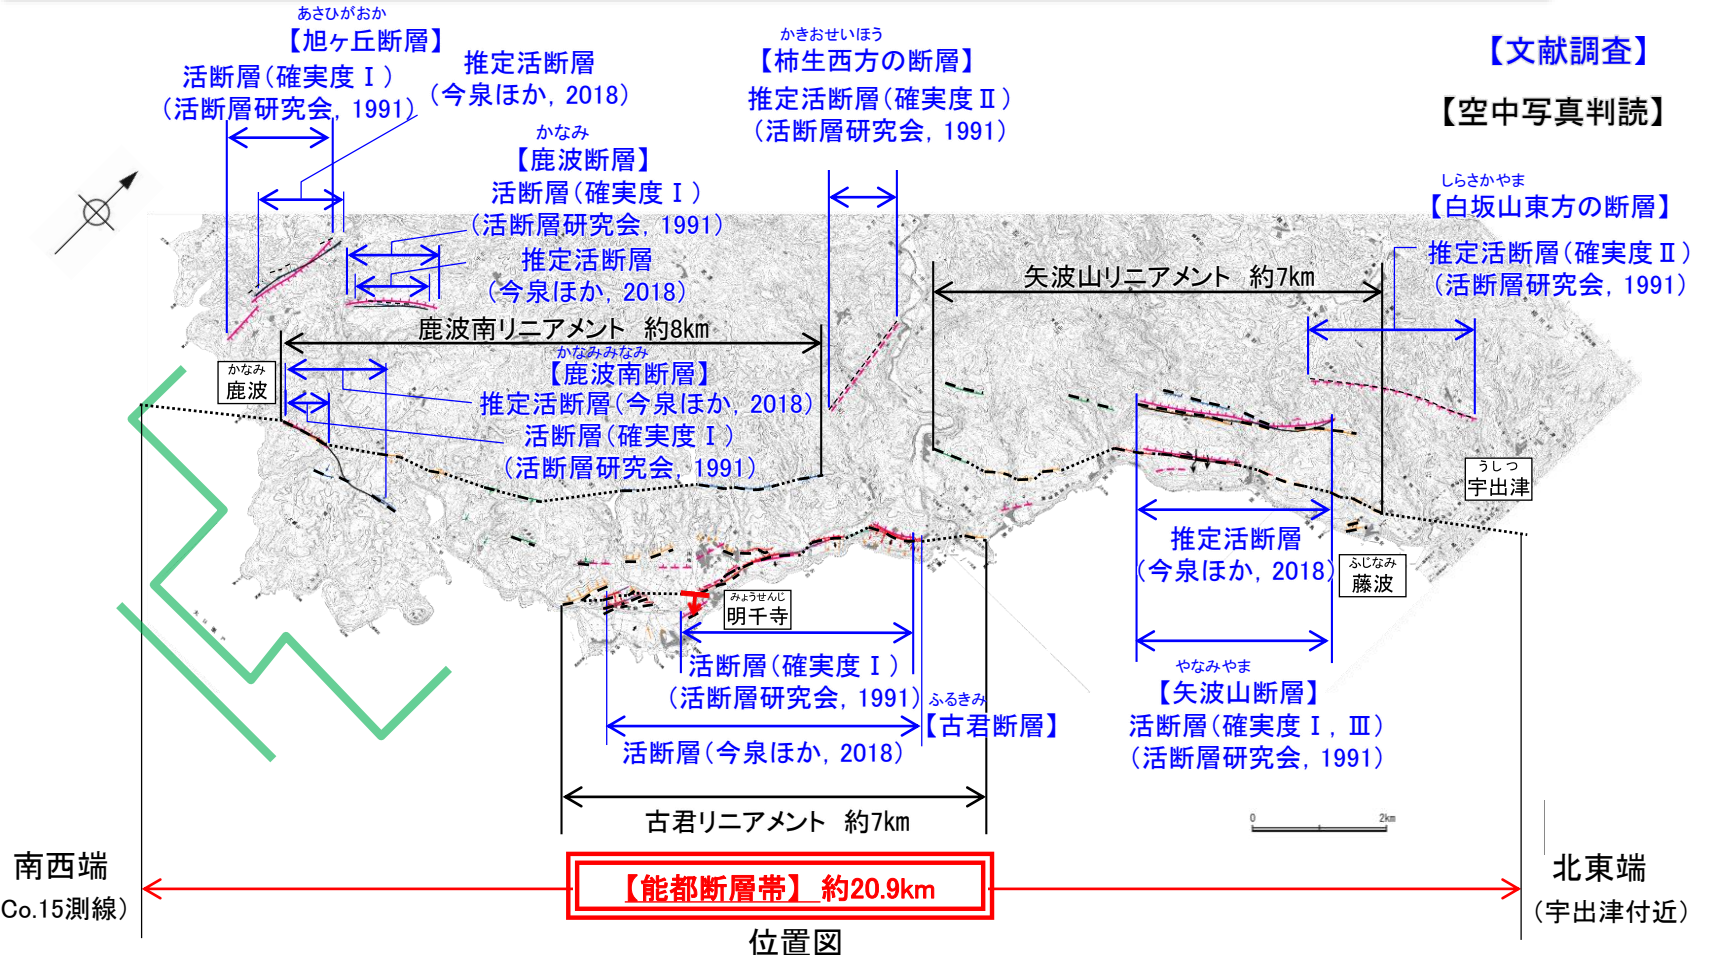 あさひがおか
【旭ヶ丘断層】
活断層(確実度Ⅰ)
(活断層研究会, 1991)
推定活断層
(今泉ほか, 2018)
かなみ
【鹿波断層】
活断層(確実度Ⅰ)
(活断層研究会, 1991)
推定活断層
(今泉ほか, 2018)
かきおせいほう
【柿生西方の断層】
推定活断層(確実度Ⅱ)
(活断層研究会, 1991)
【文献調査】
【空中写真判読】
しらさかやま
【白坂山東方の断層】
推定活断層(確実度Ⅱ)
(活断層研究会, 1991)
矢波山リニアメント 約7km
鹿波南リニアメント 約8km
かなみ
鹿波
かなみみなみ
【鹿波南断層】
推定活断層(今泉ほか, 2018)
活断層(確実度Ⅰ)
(活断層研究会, 1991)
うしつ
宇出津
推定活断層
(今泉ほか, 2018)
ふじなみ
藤波
みょうせんじ
明千寺
活断層(確実度Ⅰ)
(活断層研究会, 1991)
ふるきみ
【古君断層】
活断層(今泉ほか, 2018)
やなみやま
【矢波山断層】
活断層(確実度Ⅰ, Ⅲ)
(活断層研究会, 1991)
古君リニアメント 約7km
0 2km
南西端
Co.15測線)
【能都断層帯】 約20.9km
北東端
(宇出津付近)
位置図